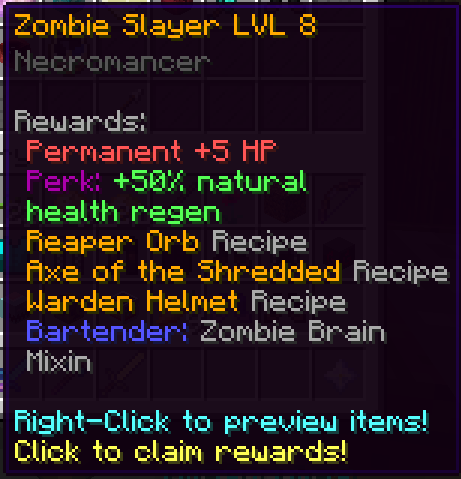 Zombie Slayer LVL 8
Necromancer
Rewards:
Permanent +5 HP
Perk: +50% natural
health regen
Reaper Orb Recipe
Axe of the Shredded Recipe
Warden Helmet Recipe
Bartender: Zombie Brain
Mixin
Right-Click to preview items!
Click to claim rewards!